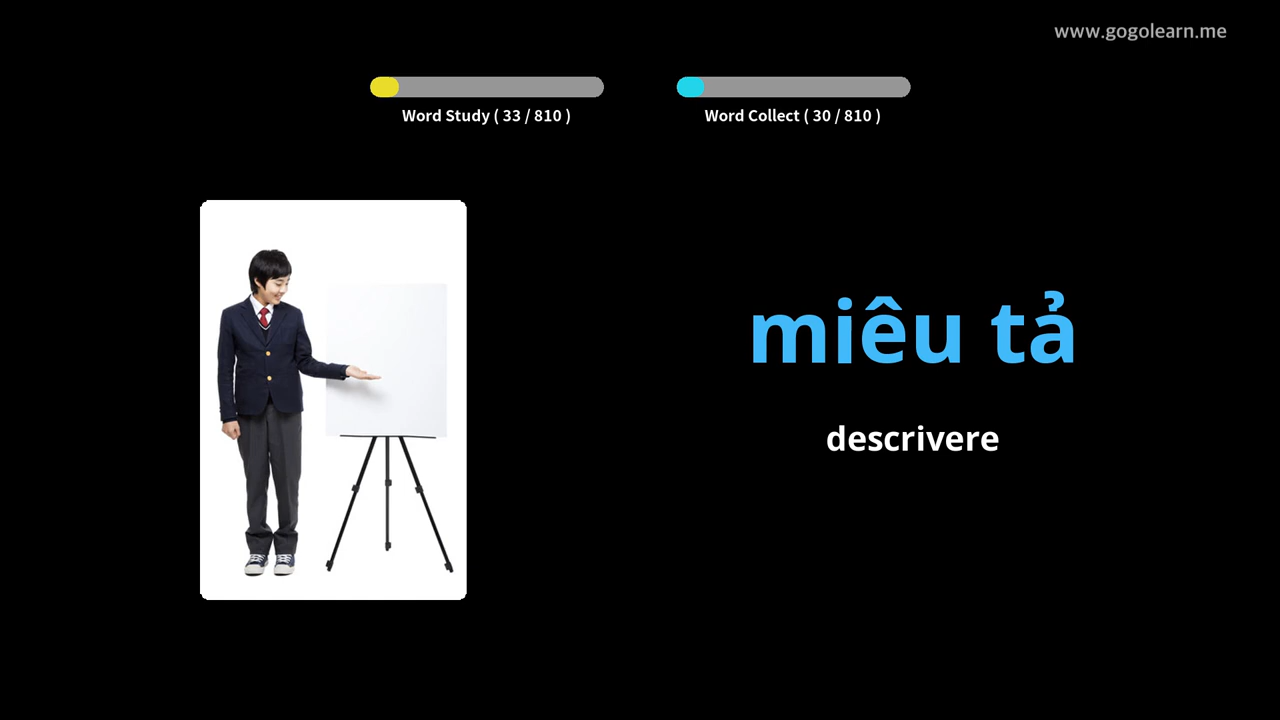 www.gogolearn.me
Word Study ( 33 / 810 )
Word Collect ( 30 / 810 )
miêu tả
descrivere